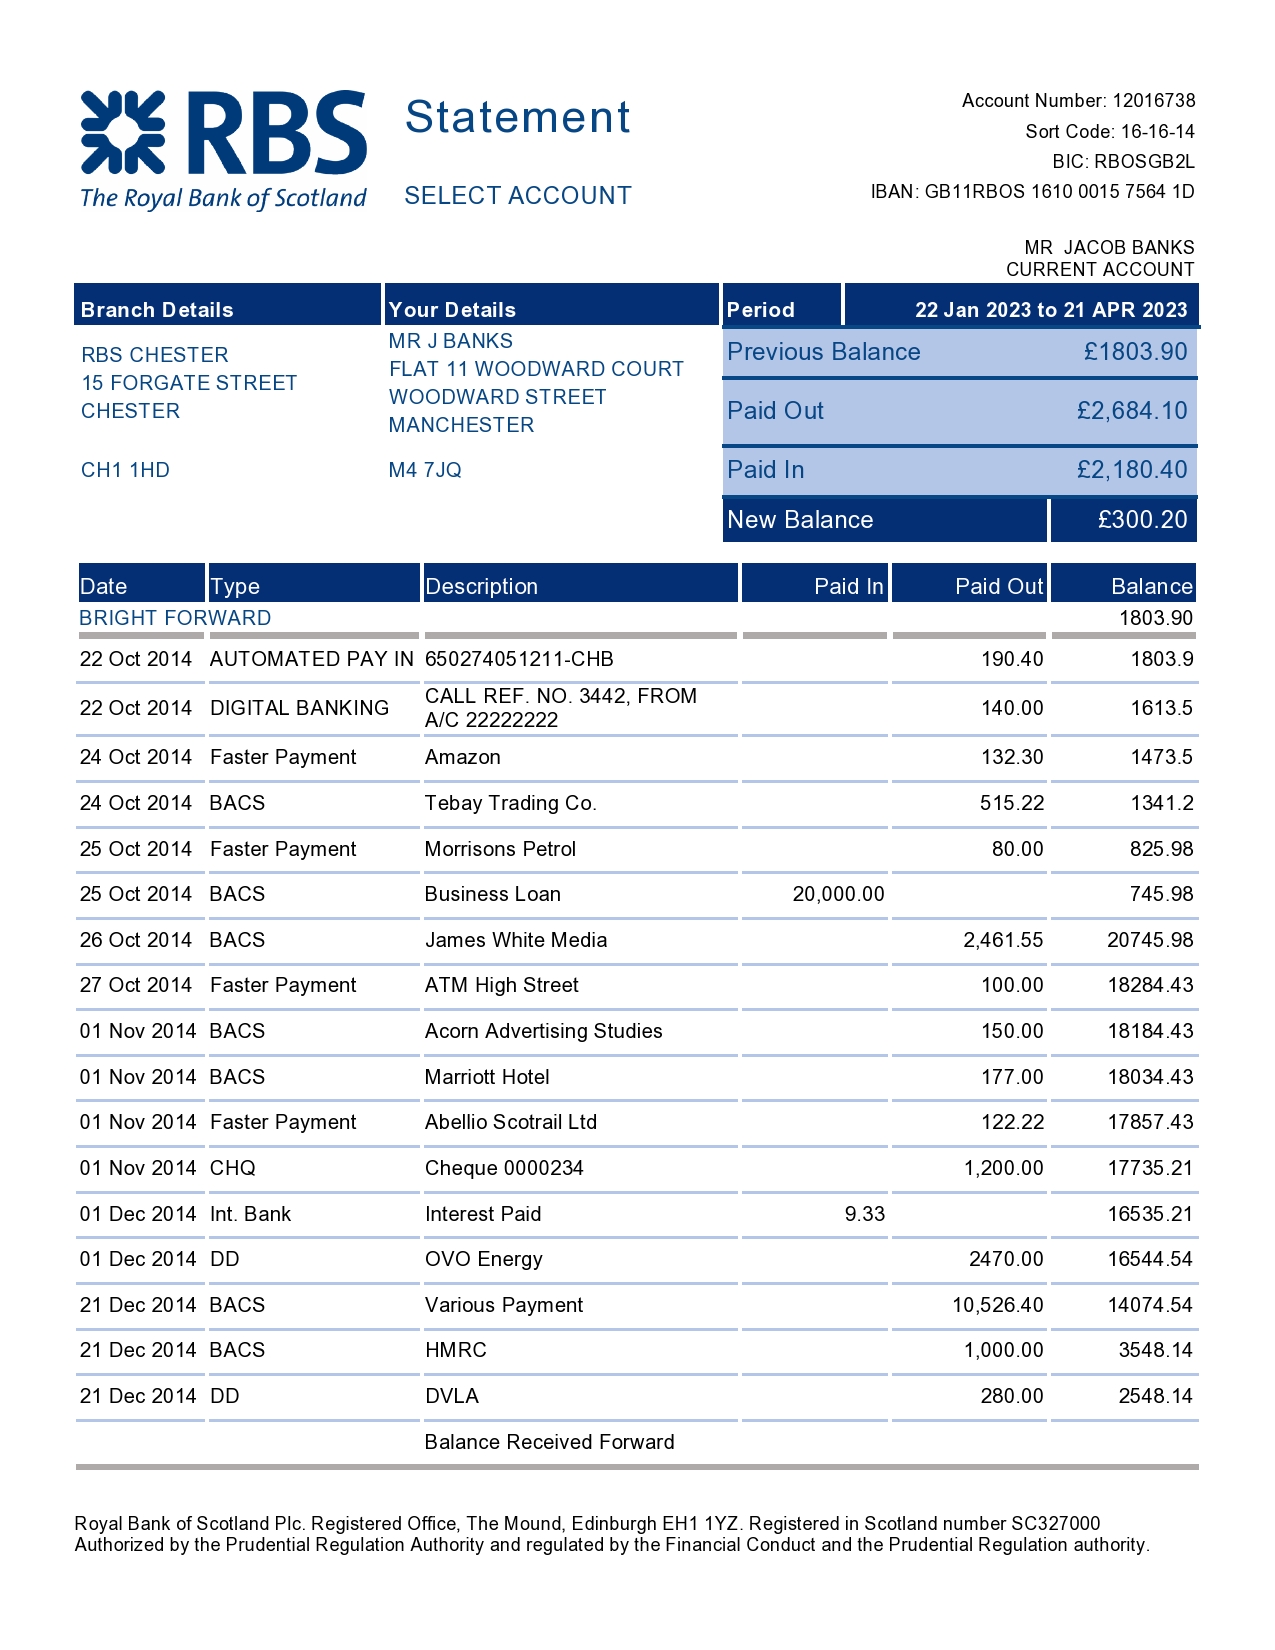 RBS
The Royal Bank of Scotland
Statement
SELECT ACCOUNT
Account Number: 12016738
Sort Code: 16-16-14
BIC: RBOSGB2L
IBAN: GB11RBOS 1610 0015 7564 1D
MR JACOB BANKS
CURRENT ACCOUNT
Branch Details
RBS CHESTER
15 FORGATE STREET
CHESTER
CH1 1HD
Your Details
MR J BANKS
FLAT 11 WOODWARD COURT
WOODWARD STREET
MANCHESTER
M4 7JQ
Period 22 Jan 2023 to 21 APR 2023
Previous Balance £1803.90
Paid Out £2,684.10
Paid In £2,180.40
New Balance £300.20
Date Type Description Paid In Paid Out Balance
BRIGHT FORWARD 1803.90
22 Oct 2014 AUTOMATED PAY IN 650274051211-CHB 190.40 1803.9
22 Oct 2014 DIGITAL BANKING CALL REF. NO. 3442, FROM
A/C 22222222 140.00 1613.5
24 Oct 2014 Faster Payment Amazon 132.30 1473.5
24 Oct 2014 BACS Tebay Trading Co. 515.22 1341.2
25 Oct 2014 Faster Payment Morrisons Petrol 80.00 825.98
25 Oct 2014 BACS Business Loan 20,000.00 745.98
26 Oct 2014 BACS James White Media 2,461.55 20745.98
27 Oct 2014 Faster Payment ATM High Street 100.00 18284.43
01 Nov 2014 BACS Acorn Advertising Studies 150.00 18184.43
01 Nov 2014 BACS Marriott Hotel 177.00 18034.43
01 Nov 2014 Faster Payment Abellio Scotrail Ltd 122.22 17857.43
01 Nov 2014 CHQ Cheque 0000234 1,200.00 17735.21
01 Dec 2014 Int. Bank Interest Paid 9.33 16535.21
01 Dec 2014 DD OVO Energy 2470.00 16544.54
21 Dec 2014 BACS Various Payment 10,526.40 14074.54
21 Dec 2014 BACS HMRC 1,000.00 3548.14
21 Dec 2014 DD DVLA 280.00 2548.14
Balance Received Forward
Royal Bank of Scotland Plc. Registered Office, The Mound, Edinburgh EH1 1YZ. Registered in Scotland number SC327000
Authorized by the Prudential Regulation Authority and regulated by the Financial Conduct and the Prudential Regulation authority.